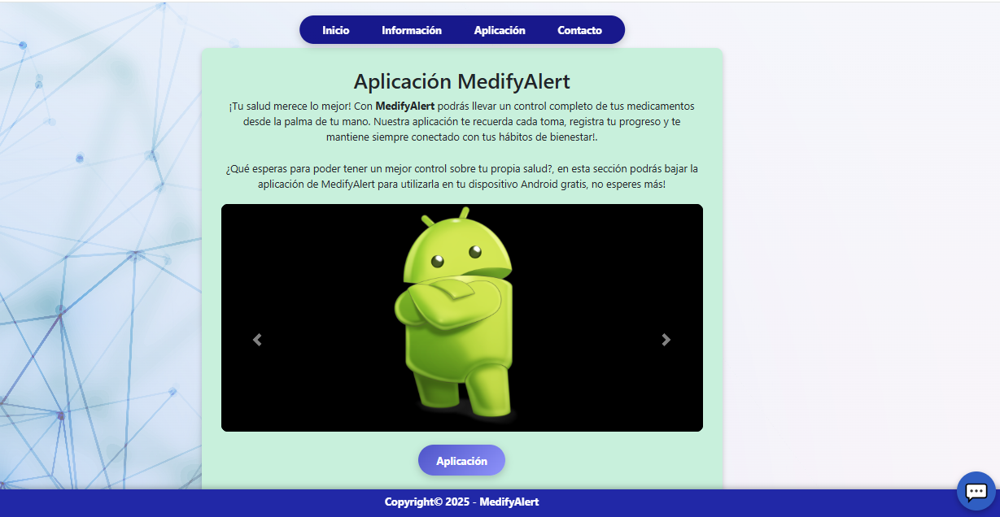 Inicio Información Aplicación Contacto
Aplicación MedifyAlert
¡Tu salud merece lo mejor! Con MedifyAlert podrás llevar un control completo de tus medicamentos
desde la palma de tu mano. Nuestra aplicación te recuerda cada toma, registra tu progreso y te
mantiene siempre conectado con tus hábitos de bienestar!.
¿Qué esperas para poder tener un mejor control sobre tu propia salud?, en esta sección podrás bajar la
aplicación de MedifyAlert para utilizarla en tu dispositivo Android gratis, no esperes más!
Aplicación
Copyright© 2025 - MedifyAlert